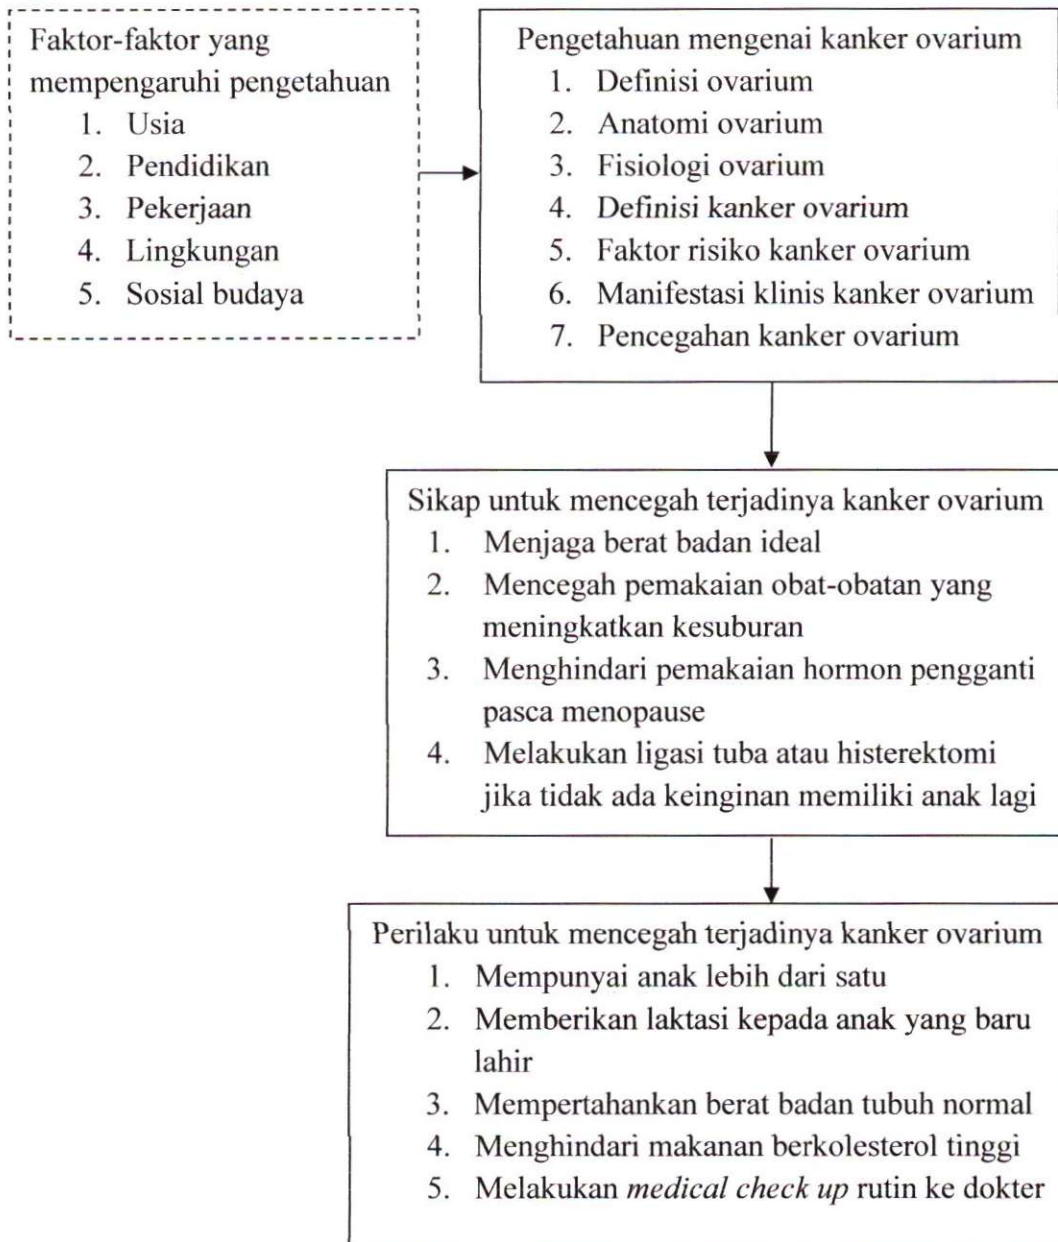 Faktor-faktor yang
mempengaruhi pengetahuan
1. Usia
2. Pendidikan
3. Pekerjaan
4. Lingkungan
5. Sosial budaya
Pengetahuan mengenai kanker ovarium
1. Definisi ovarium
2. Anatomi ovarium
3. Fisiologi ovarium
4. Definisi kanker ovarium
5. Faktor risiko kanker ovarium
6. Manifestasi klinis kanker ovarium
7. Pencegahan kanker ovarium
Sikap untuk mencegah terjadinya kanker ovarium
1. Menjaga berat badan ideal
2. Mencegah pemakaian obat-obatan yang
meningkatkan kesuburan
3. Menghindari pemakaian hormon pengganti
pasca menopause
4. Melakukan ligasi tuba atau histerektomi
jika tidak ada keinginan memiliki anak lagi
Perilaku untuk mencegah terjadinya kanker ovarium
1. Mempunyai anak lebih dari satu
2. Memberikan laktasi kepada anak yang baru
lahir
3. Mempertahankan berat badan tubuh normal
4. Menghindari makanan berkolesterol tinggi
5. Melakukan medical check up rutin ke dokter